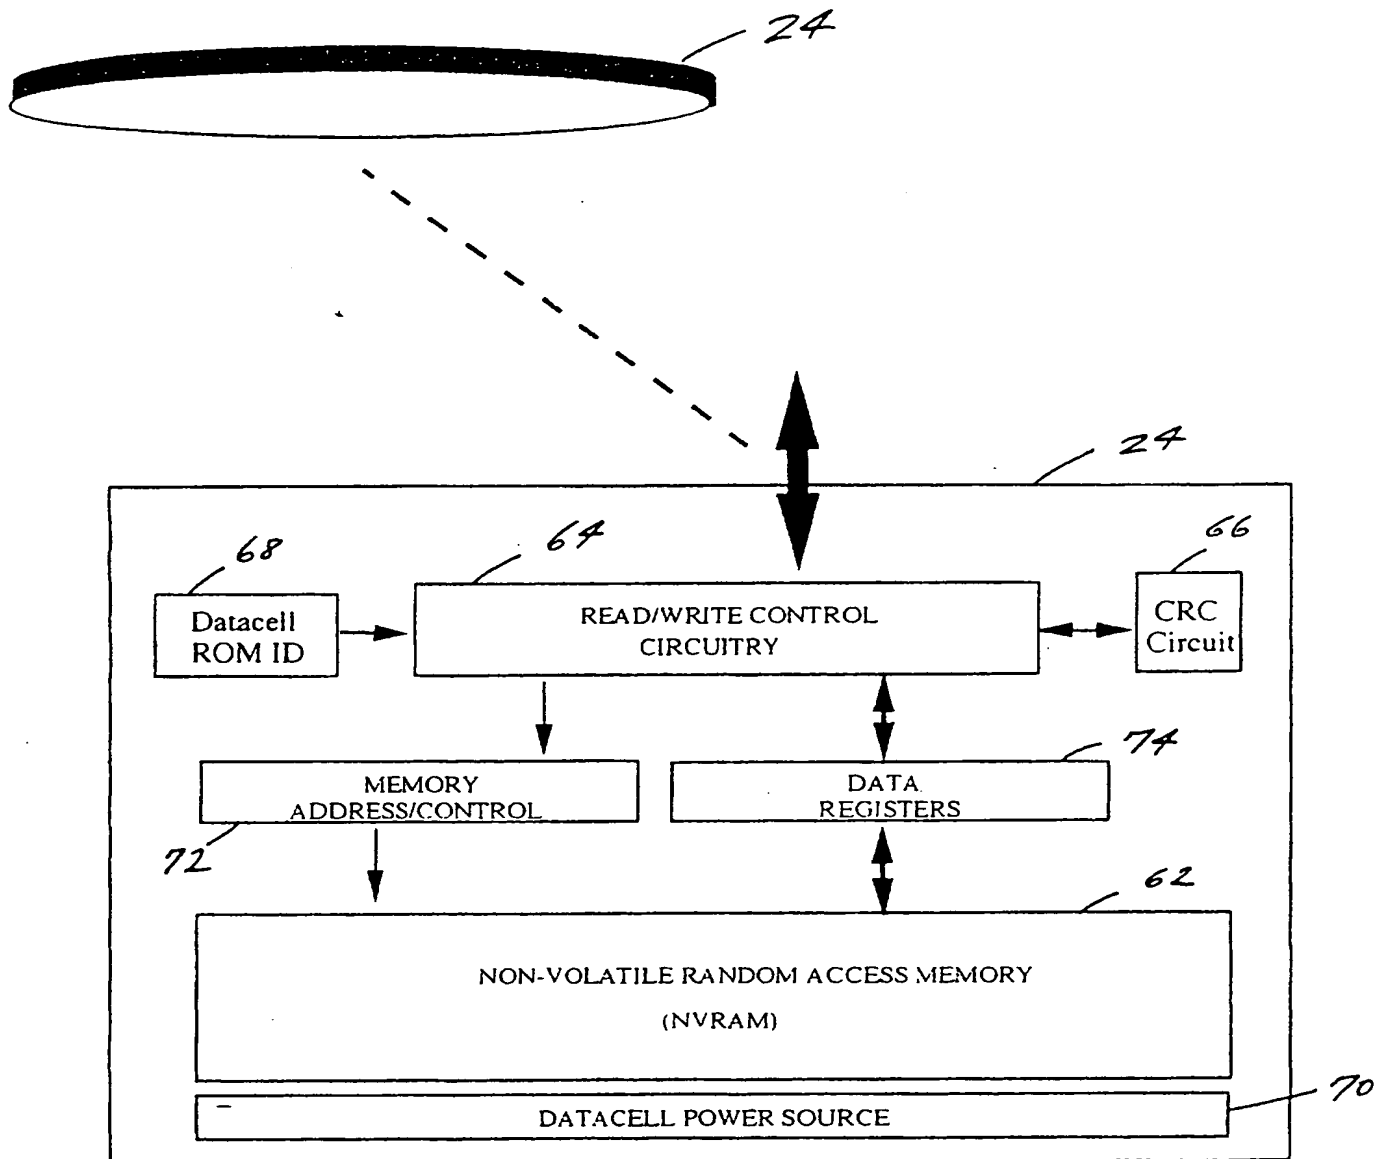 24
24
68
64
66
Datacell
ROM ID
READ/WRITE CONTROL
CIRCUITRY
CRC
Circuit
74
MEMORY
ADDRESS/CONTROL
DATA
REGISTERS
72
62
NON-VOLATILE RANDOM ACCESS MEMORY
(NVRAM)
70
DATACELL POWER SOURCE